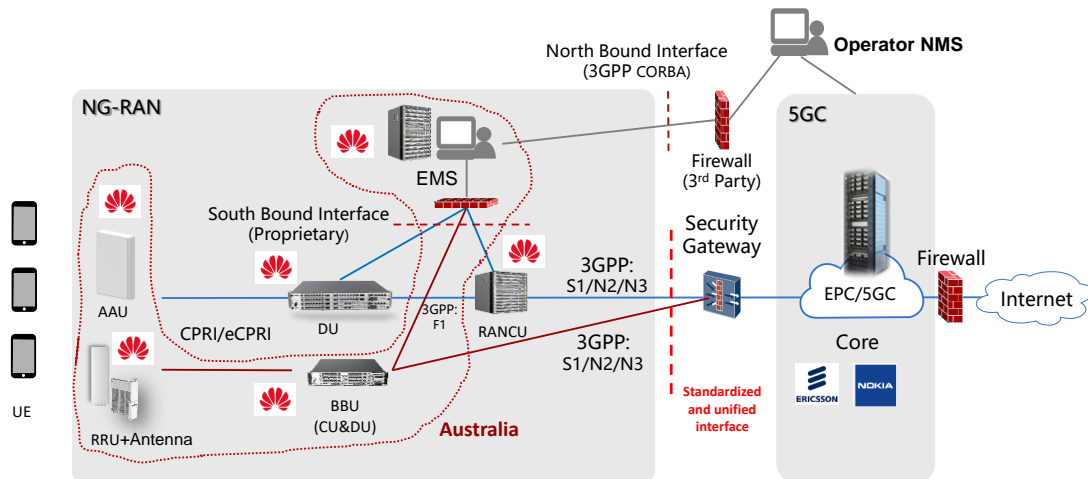 Operator NMS
North Bound Interface
(3GPP CORBA)
NG-RAN
5GC
EMS
Firewall
(3rd Party)
South Bound Interface
(Proprietary)
Security
Gateway
3GPP:
S1/N2/N3
Firewall
EPC/5GC
Internet
AAU
DU
3GPP:
F1
RANCU
CPRI/eCPRI
3GPP:
S1/N2/N3
Core
ERICSSON
NOKIA
Standardized
and unified
interface
BBU
(CU&DU)
Australia
UE
RRU+Antenna